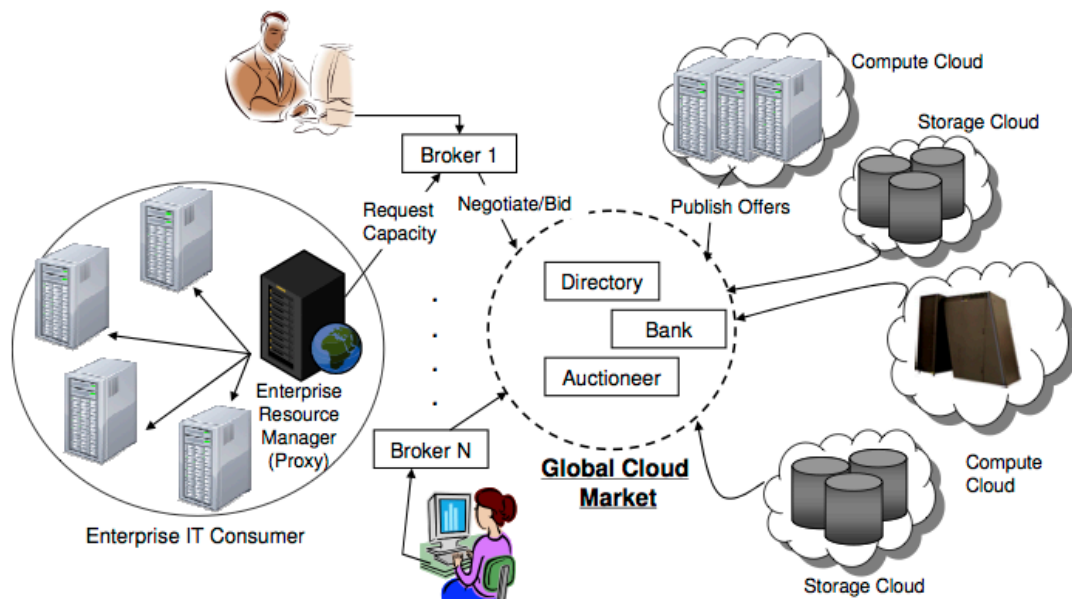 Compute Cloud
Storage Cloud
Broker 1
Request
Capacity
Negotiate/Bid
Publish Offers
Directory
Bank
Auctioneer
Enterprise
Resource
Manager
(Proxy)
Broker N
Global Cloud
Market
Compute
Cloud
Enterprise IT Consumer
Storage Cloud